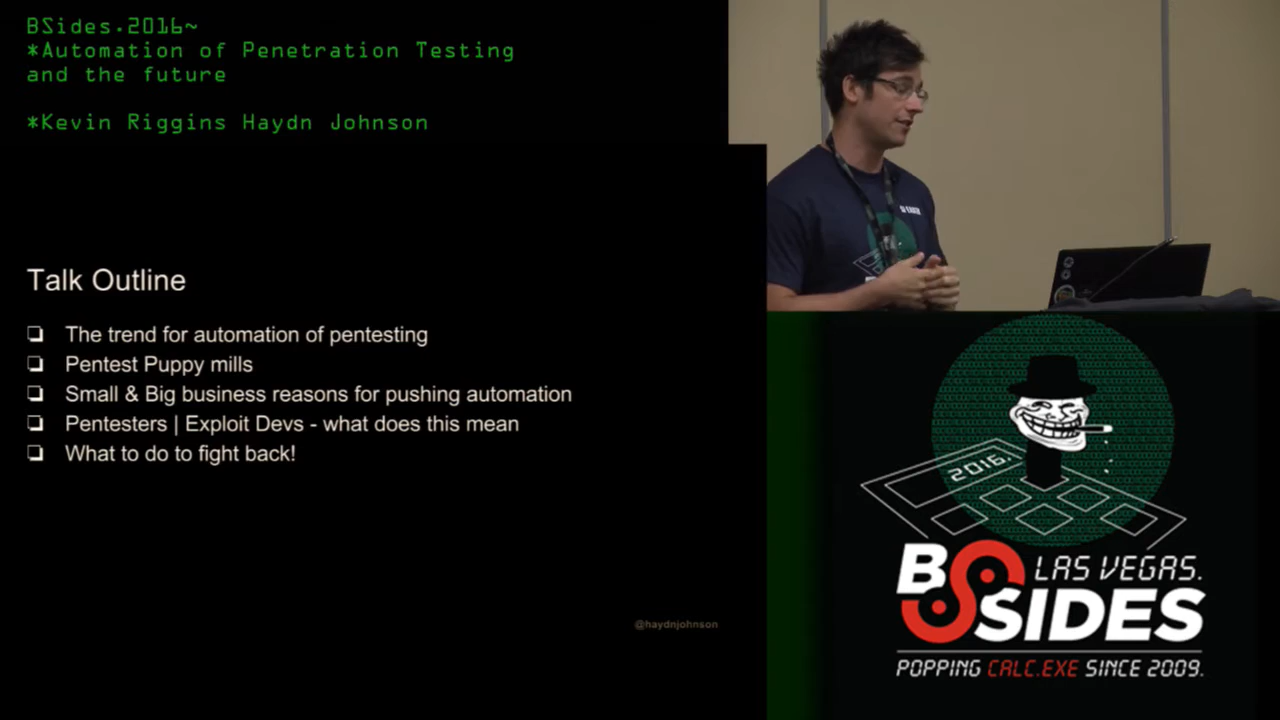 BSides.2016~
*Automation of Penetration Testing
and the future
*Kevin Riggins Haydn Johnson
Talk Outline
The trend for automation of pentesting
Pentest Puppy mills
Small & Big business reasons for pushing automation
Pentesters | Exploit Devs - what does this mean
What to do to fight back!
@haydnjohnson
2016.
BSIDES LAS VEGAS.
POPPING CALC.EXE SINCE 2009.